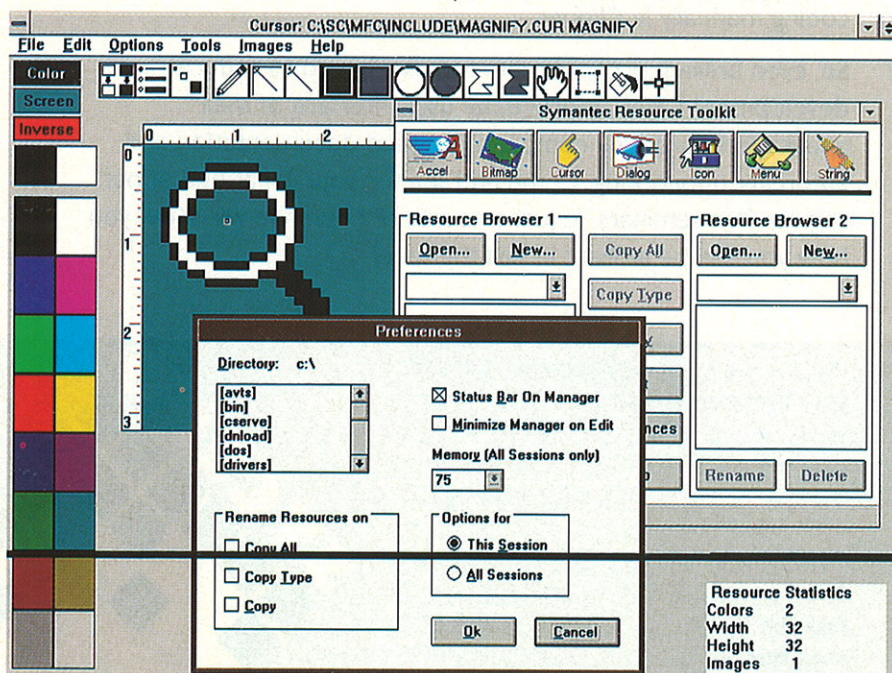 Cursor: C:\SC\MFC\INCLUDE\MAGNIFY.CUR MAGNIFY
File Edit Options Tools Images Help
Color
Screen
Inverse
0 1 2
0
1
2
3
Symantec Resource Toolkit
Accel Bitmap Cursor Dialog Icon Menu String
Resource Browser 1
Open... New...
Copy All
Copy Type
Resource Browser 2
Open... New...
Rename Delete
Preferences
Directory: c:\
[avts]
[bin]
[cserve]
[dnload]
[dos]
[drivers]
Status Bar On Manager
Minimize Manager on Edit
Memory (All Sessions only)
75
Rename Resources on
Copy All
Copy Type
Copy
Options for
This Session
All Sessions
Ok Cancel
Resource Statistics
Colors 2
Width 32
Height 32
Images 1